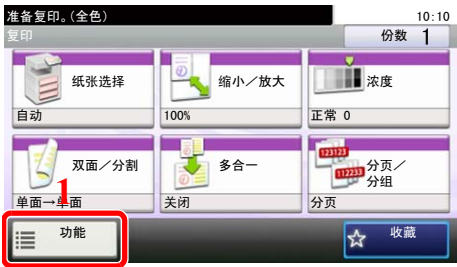 准备复印。(全色)
10:10
复印
份数 1
纸张选择
自动
缩小／放大
100%
浓度
正常 0
双面／分割
单面→单面
多合一
关闭
123123
112233
分页／
分组
分页
1
功能
收藏